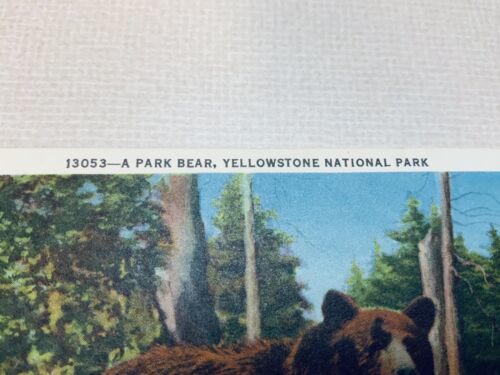 13053—A PARK BEAR, YELLOWSTONE NATIONAL PARK